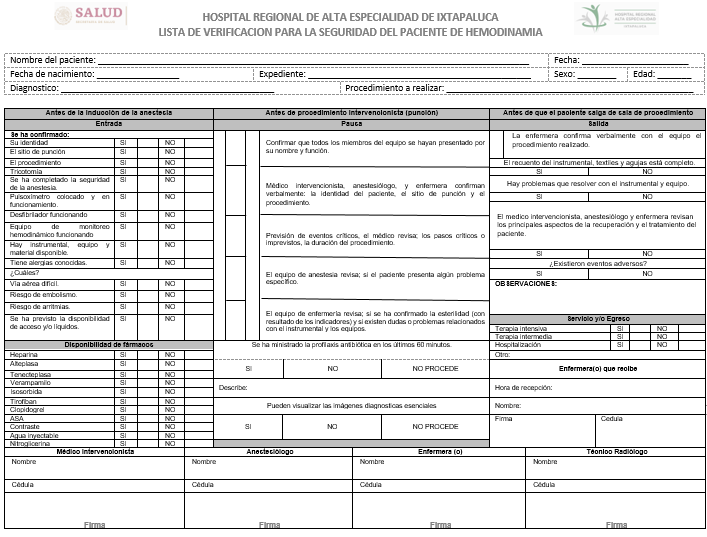 SALUD
SECRETARÍA DE SALUD
HOSPITAL REGIONAL DE ALTA ESPECIALIDAD DE IXTAPALUCA
LISTA DE VERIFICACION PARA LA SEGURIDAD DEL PACIENTE DE HEMODINAMIA
HOSPITAL REGIONAL
ALTA ESPECIALIDAD
IXTAPALUCA
Nombre del paciente: Fecha:
Fecha de nacimiento: Expediente: Sexo: Edad:
Diagnostico: Procedimiento a realizar:
Antes de la inducción de la anestesia
Entrada
Se ha confirmado:
Su identidad SI NO
El sitio de punción SI NO
El procedimiento SI NO
Tricotomía SI NO
Se ha completado la seguridad de la anestesia. SI NO
Pulsoxímetro colocado y en funcionamiento. SI NO
Desfibrilador funcionando SI NO
Equipo de monitoreo hemodinámico funcionando SI NO
Hay instrumental, equipo y material disponible. SI NO
Tiene alergias conocidas. SI NO
¿Cuáles?
Vía aérea difícil. SI NO
Riesgo de embolismo. SI NO
Riesgo de arritmias. SI NO
Se ha previsto la disponibilidad de acceso y/o líquidos. SI NO
Disponibilidad de fármacos
Heparina SI NO
Alteplasa SI NO
Tenecteplasa SI NO
Verampamilo SI NO
Isosorbida SI NO
Tirofiban SI NO
Clopidogrel SI NO
ASA SI NO
Contraste SI NO
Agua inyectable SI NO
Nitroglicerina SI NO
Antes de procedimiento intervencionista (punción)
Pausa
Confirmar que todos los miembros del equipo se hayan presentado por su nombre y función.
Médico intervencionista, anestesiólogo, y enfermera confirman verbalmente: la identidad del paciente, el sitio de punción y el procedimiento.
Previsión de eventos críticos, el médico revisa; los pasos críticos o imprevistos, la duración del procedimiento.
El equipo de anestesia revisa; si el paciente presenta algún problema específico.
El equipo de enfermería revisa; si se ha confirmado la esterilidad (con resultado de los indicadores) y si existen dudas o problemas relacionados con el instrumental y los equipos.
Se ha ministrado la profilaxis antibiótica en los últimos 60 minutos.
SI NO NO PROCEDE
Describe:
Pueden visualizar las imágenes diagnosticas esenciales
SI NO NO PROCEDE
Antes de que el paciente salga de sala de procedimiento
Salida
La enfermera confirma verbalmente con el equipo el procedimiento realizado.
El recuento del instrumental, textiles y agujas está completo.
SI NO
Hay problemas que resolver con el instrumental y equipo.
SI NO
El medico intervencionista, anestesiólogo y enfermera revisan los principales aspectos de la recuperación y el tratamiento del paciente.
SI NO
¿Existieron eventos adversos?
SI NO
OBSERVACIONES:
Servicio y/o Egreso
Terapia intensiva SI NO
Terapia intermedia SI NO
Hospitalización SI NO
Otro:
Enfermera(o) que recibe
Hora de recepción:
Nombre:
Firma Cedula
Médico Intervencionista Anestesiólogo Enfermera (o) Técnico Radiólogo
Nombre Nombre Nombre Nombre
Cédula Cédula Cédula Cédula
Firma Firma Firma Firma